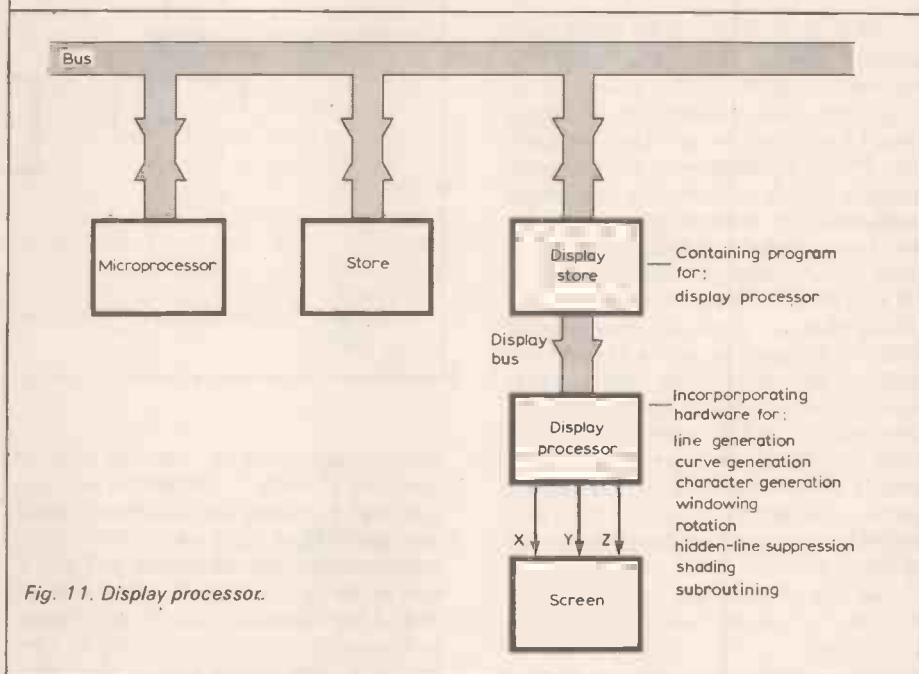 Bus
Microprocessor
Store
Display
store
Containing program
for:
display processor
Display
bus
Display
processor
Incorporporating
hardware for:
line generation
curve generation
character generation
windowing
rotation
hidden-line suppression
shading
subroutining
X Y Z
Screen
Fig. 11. Display processor.